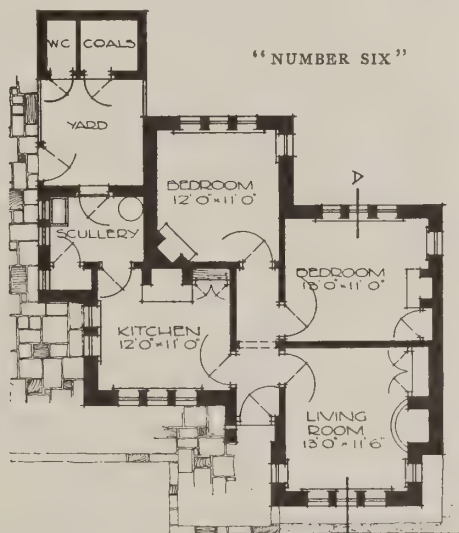 "NUMBER SIX"
WC COALS
YARD
BEDROOM
12'0"×11'0"
SCULLERY
A
BEDROOM
13'0"×11'0"
KITCHEN
12'0"×11'0"
LIVING
ROOM
13'0"×11'6"